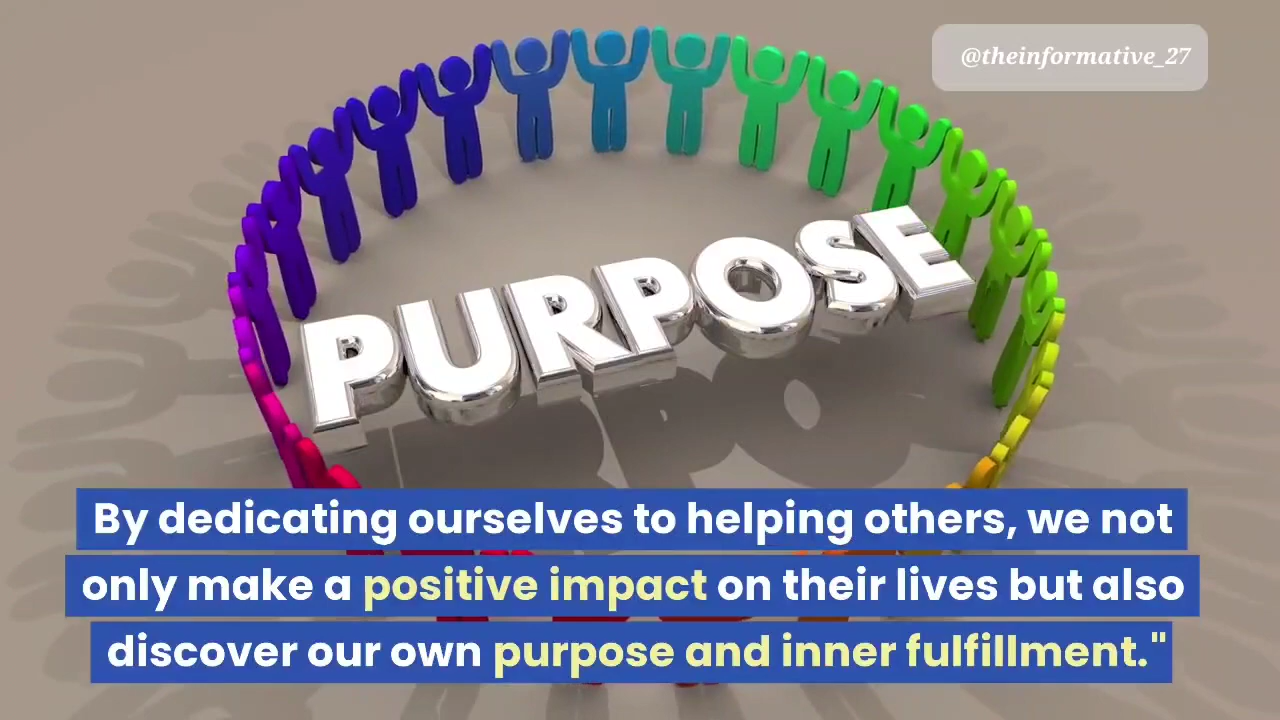 @theinformative_27
PURPOSE
By dedicating ourselves to helping others, we not
only make a positive impact on their lives but also
discover our own purpose and inner fulfillment."